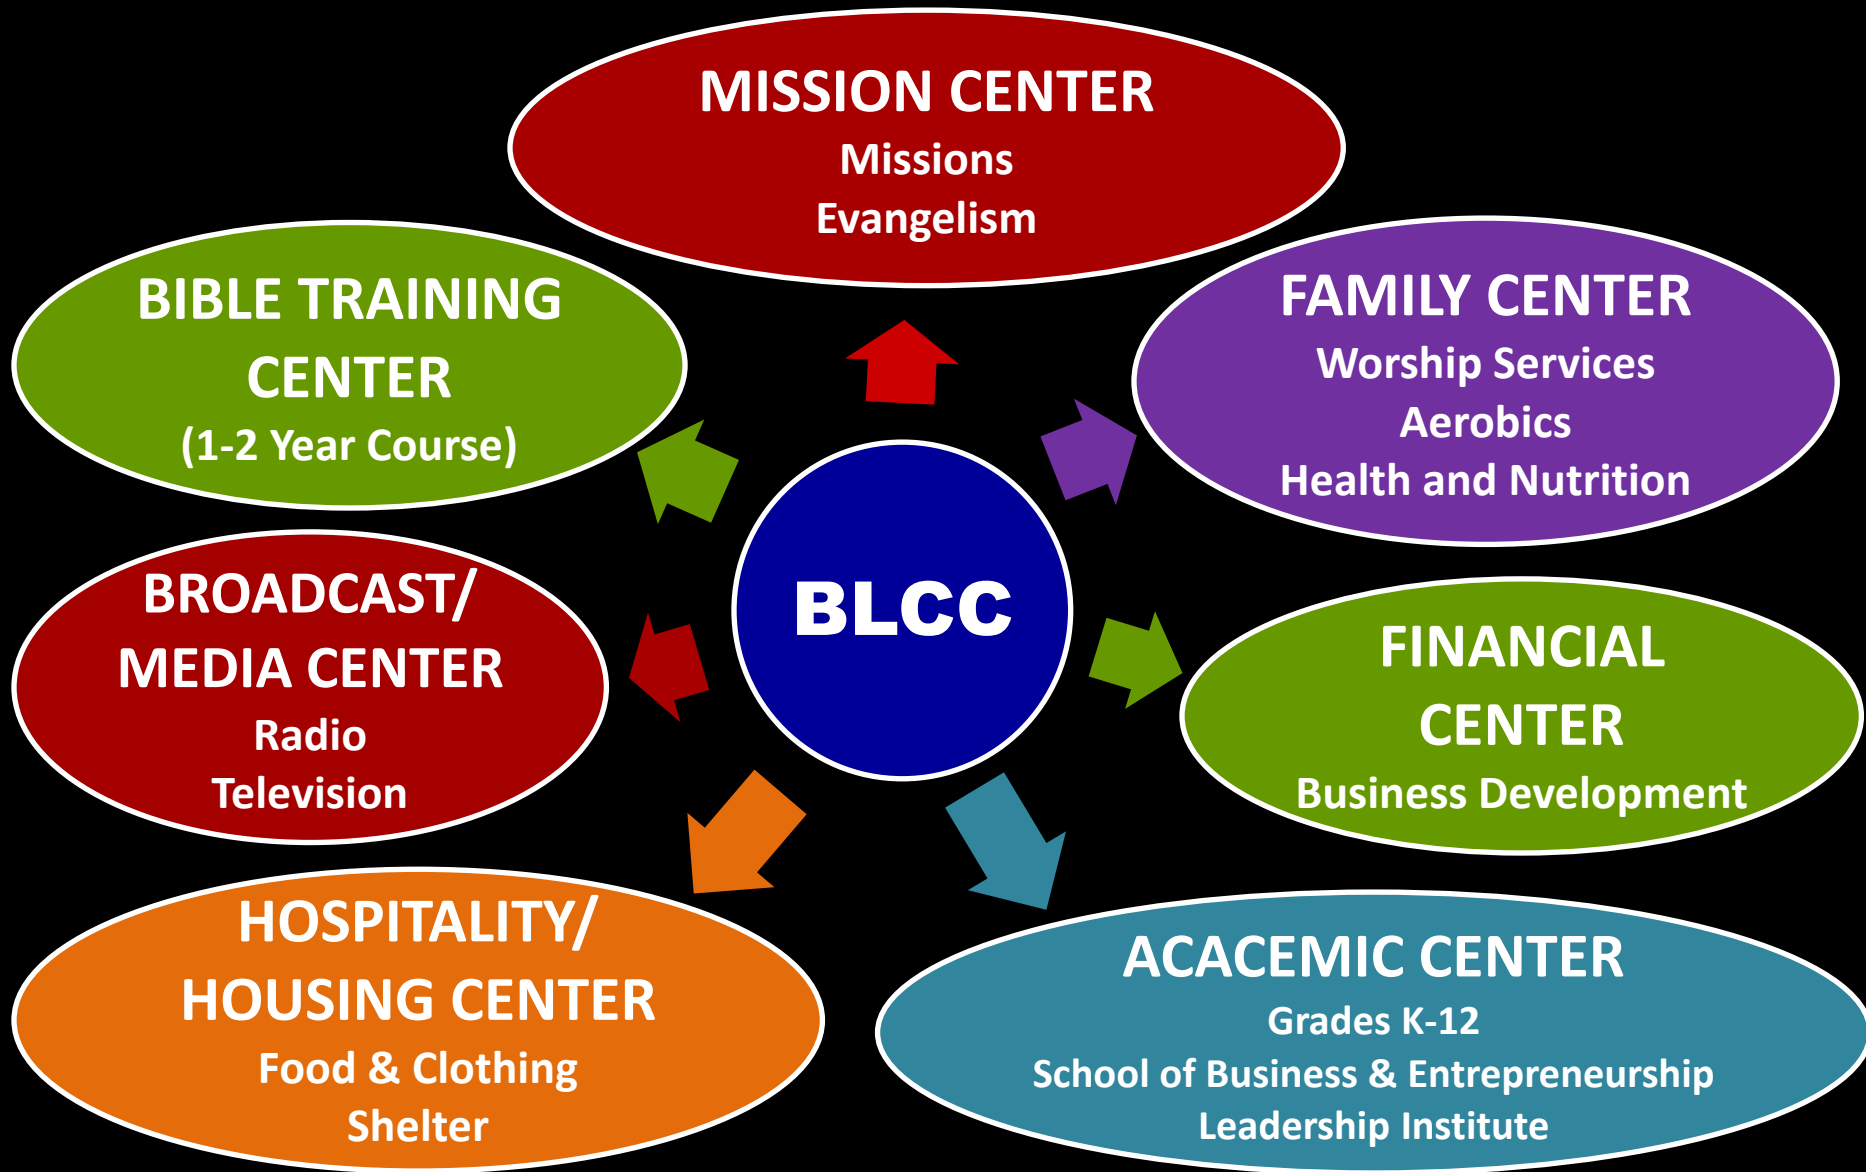 MISSION CENTER
Missions
Evangelism
BIBLE TRAINING
CENTER
(1-2 Year Course)
FAMILY CENTER
Worship Services
Aerobics
Health and Nutrition
BROADCAST/
MEDIA CENTER
Radio
Television
BLCC
FINANCIAL
CENTER
Business Development
HOSPITALITY/
HOUSING CENTER
Food & Clothing
Shelter
ACACEMIC CENTER
Grades K-12
School of Business & Entrepreneurship
Leadership Institute